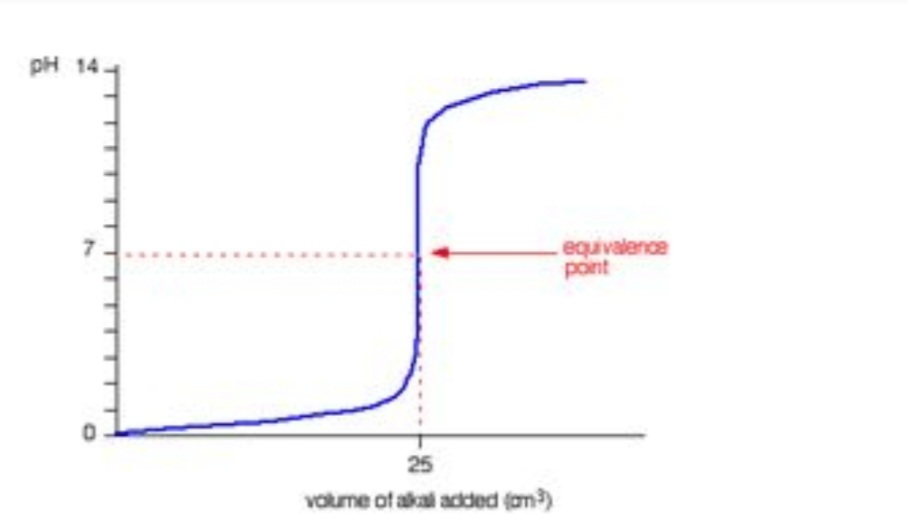 pH 14
7
equivalence
point
0
25
volume of alkali added (cm³)